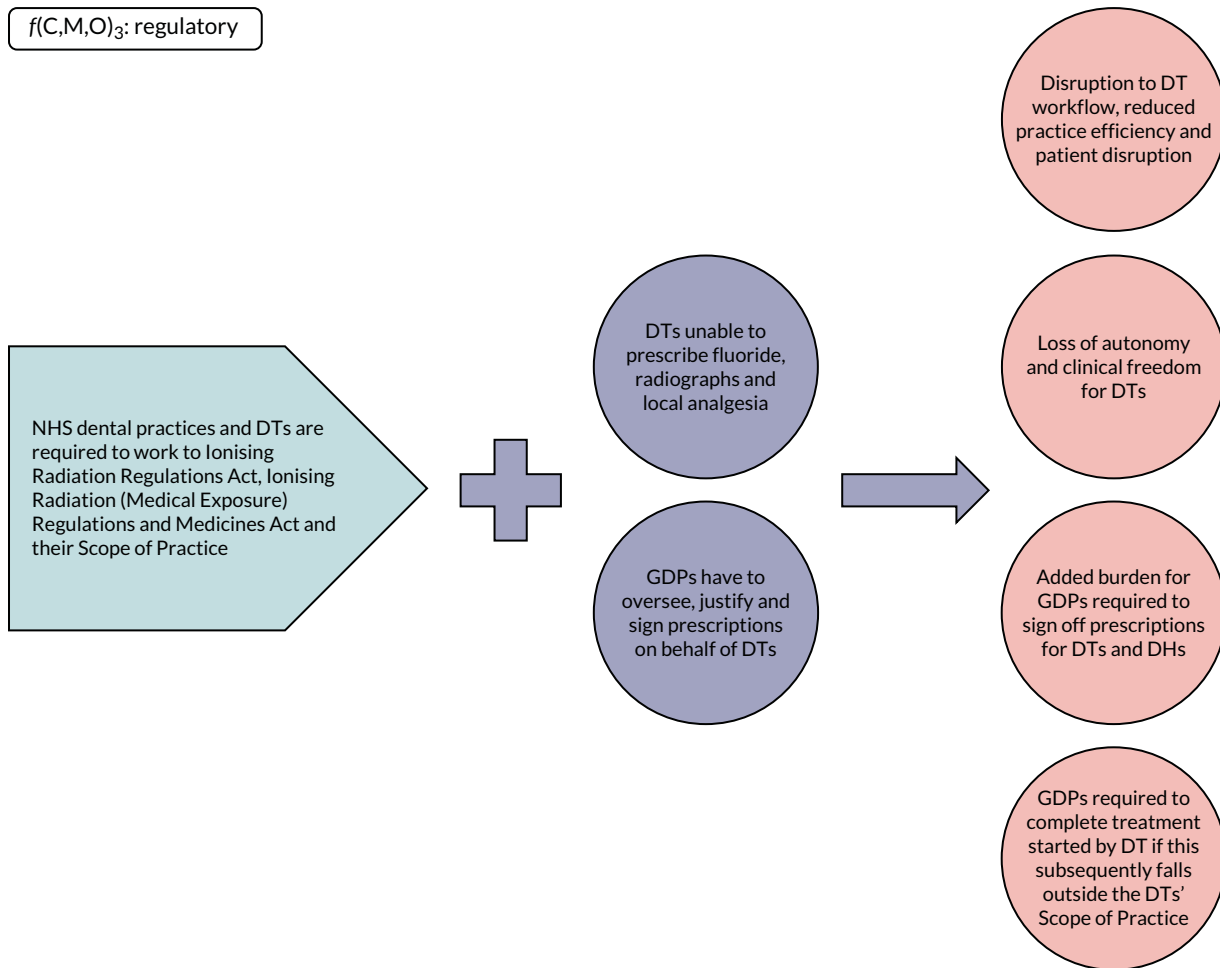 f(C,M,O)3: regulatory
NHS dental practices and DTs are
required to work to Ionising
Radiation Regulations Act, Ionising
Radiation (Medical Exposure)
Regulations and Medicines Act and
their Scope of Practice
DTs unable to
prescribe fluoride,
radiographs and
local analgesia
GDPs have to
oversee, justify and
sign prescriptions
on behalf of DTs
Disruption to DT
workflow, reduced
practice efficiency and
patient disruption
Loss of autonomy
and clinical freedom
for DTs
Added burden for
GDPs required to
sign off prescriptions
for DTs and DHs
GDPs required to
complete treatment
started by DT if this
subsequently falls
outside the DTs’
Scope of Practice